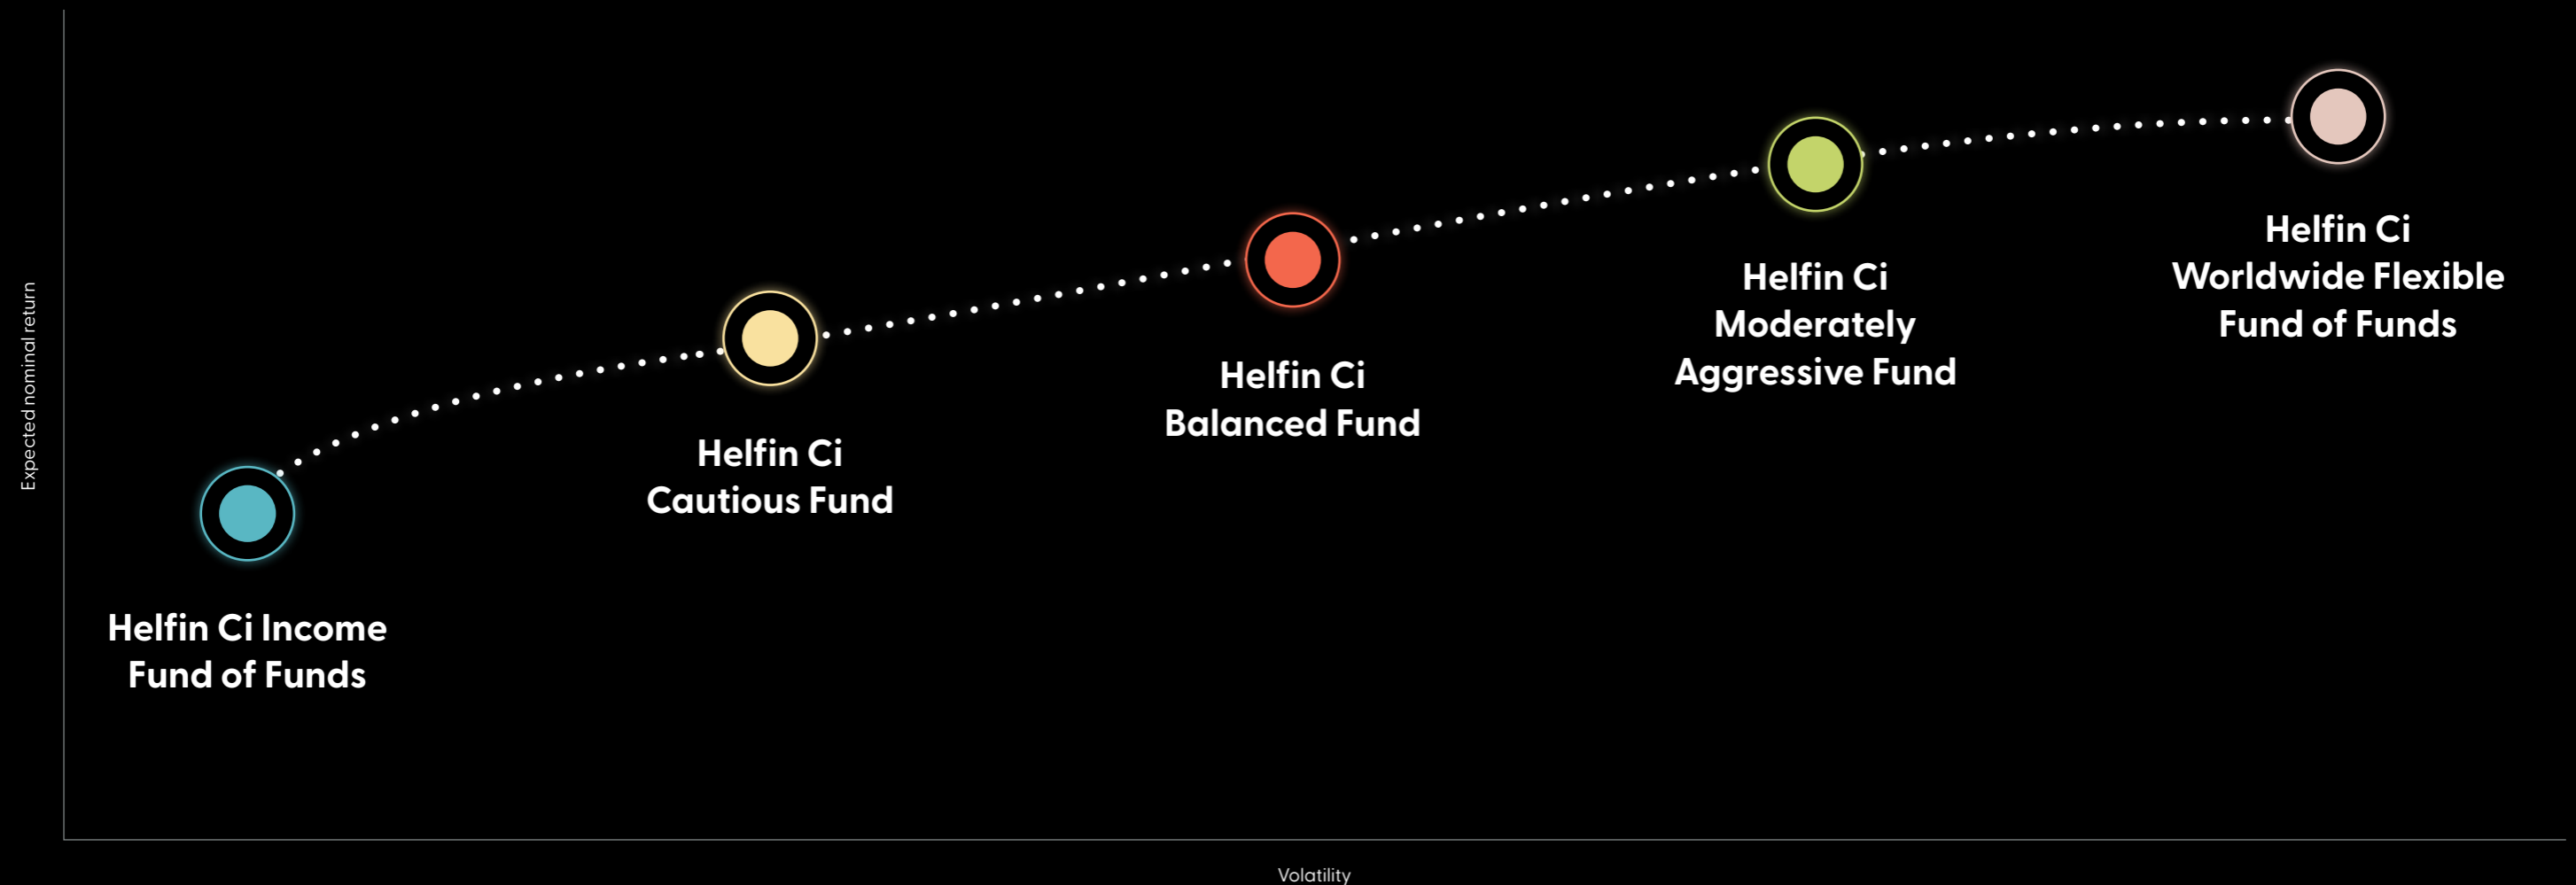 Expected nominal return
Helfin Ci Income
Fund of Funds
Helfin Ci
Cautious Fund
Helfin Ci
Balanced Fund
Helfin Ci
Moderately
Aggressive Fund
Helfin Ci
Worldwide Flexible
Fund of Funds
Volatility